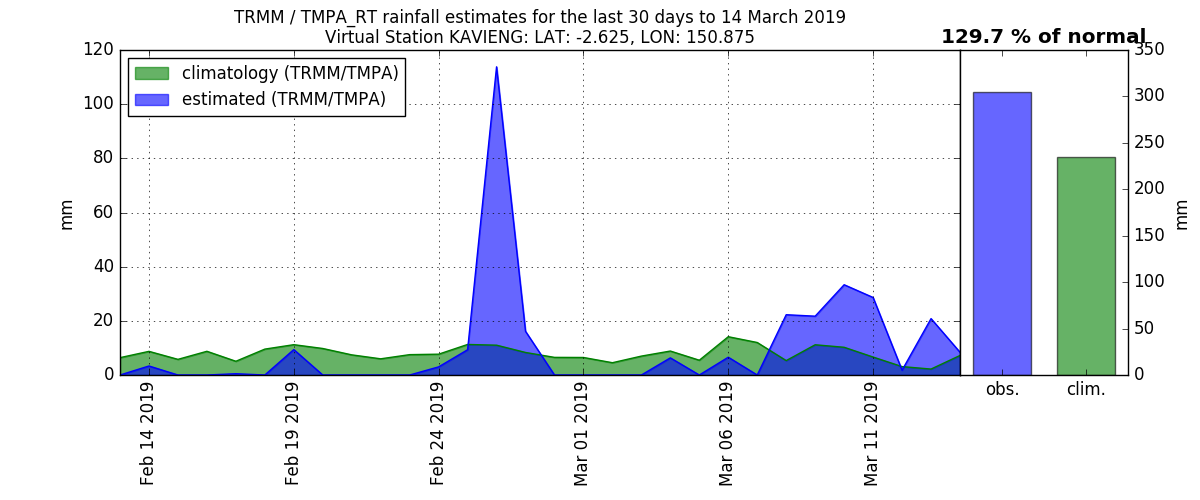 TRMM / TMPA_RT rainfall estimates for the last 30 days to 14 March 2019
Virtual Station KAVIENG: LAT: -2.625, LON: 150.875
129.7 % of normal
climatology (TRMM/TMPA)
estimated (TRMM/TMPA)
120
100
80
60
40
20
0
mm
Feb 14 2019
Feb 19 2019
Feb 24 2019
Mar 01 2019
Mar 06 2019
Mar 11 2019
350
300
250
200
150
100
50
0
mm
obs.
clim.